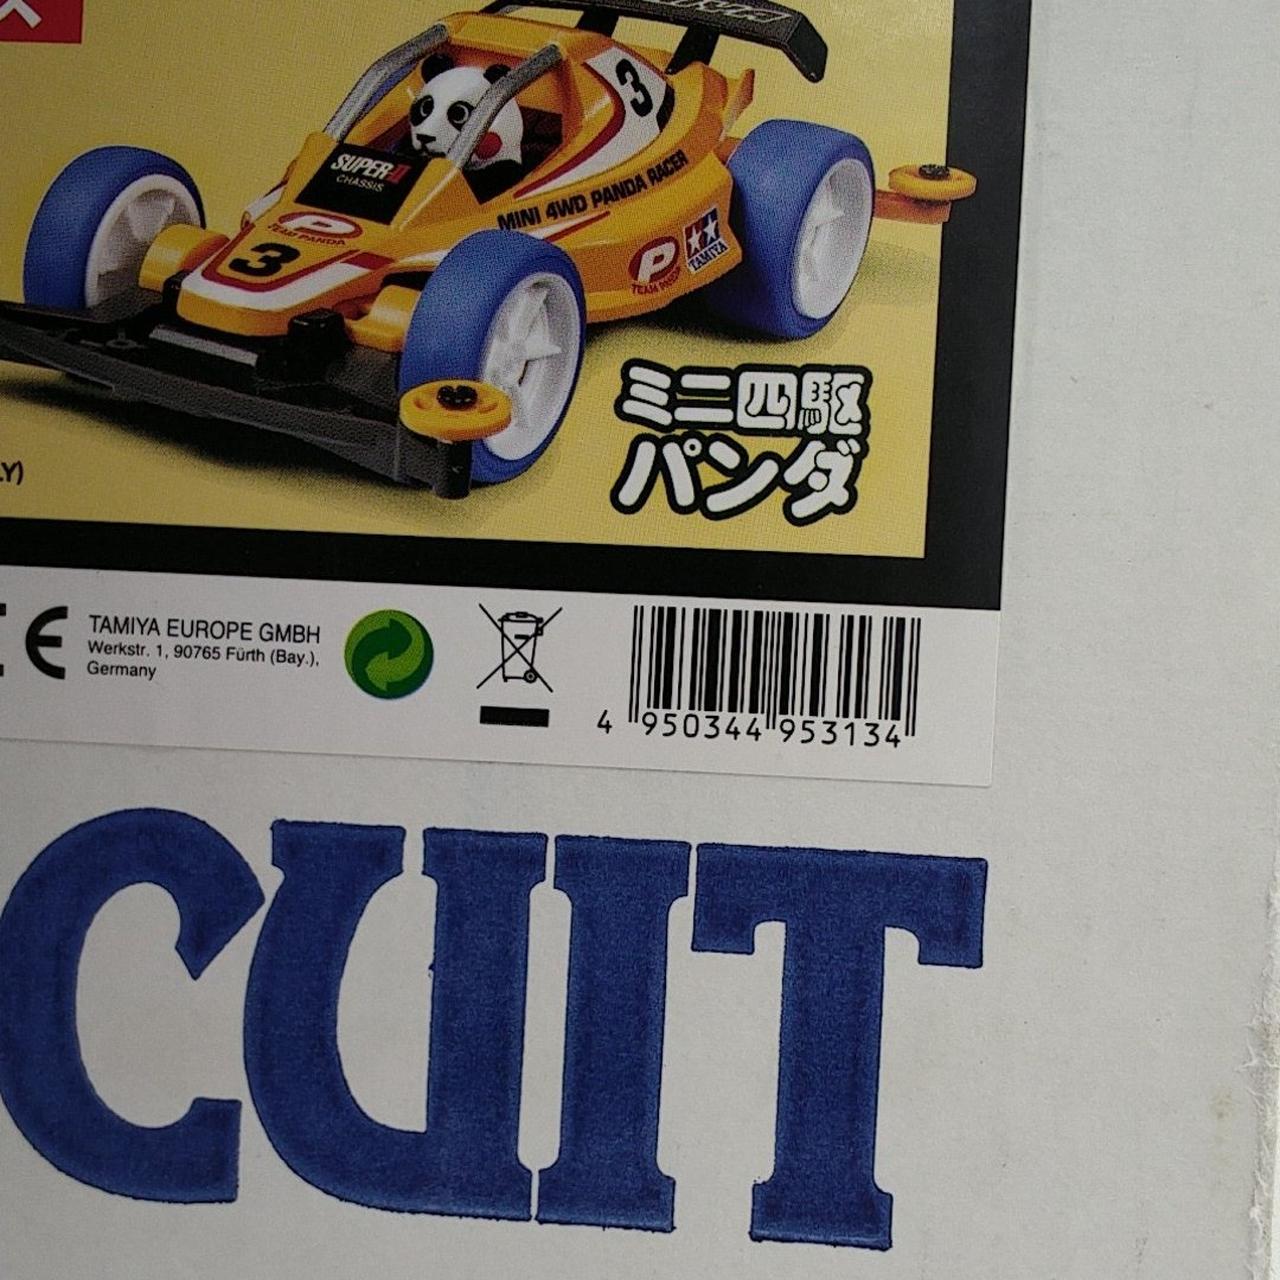 ス
3
SUPER II
CHASSIS
MINI 4WD PANDA RACER
P
TEAM PANDA
3
P
TEAM PANDA
TAMIYA
ミニ四駆
パンダ
LY)
CE
TAMIYA EUROPE GMBH
Werkstr. 1, 90765 Fürth (Bay.),
Germany
4 950344 953134
CUIT